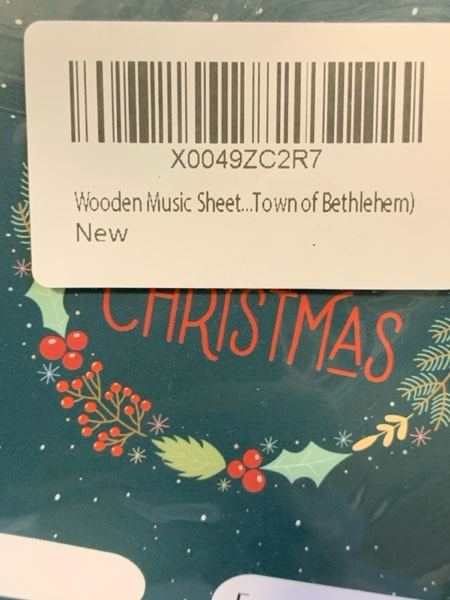 X0049ZC2R7
Wooden Music Sheet...Town of Bethlehem)
New
CHRISTMAS